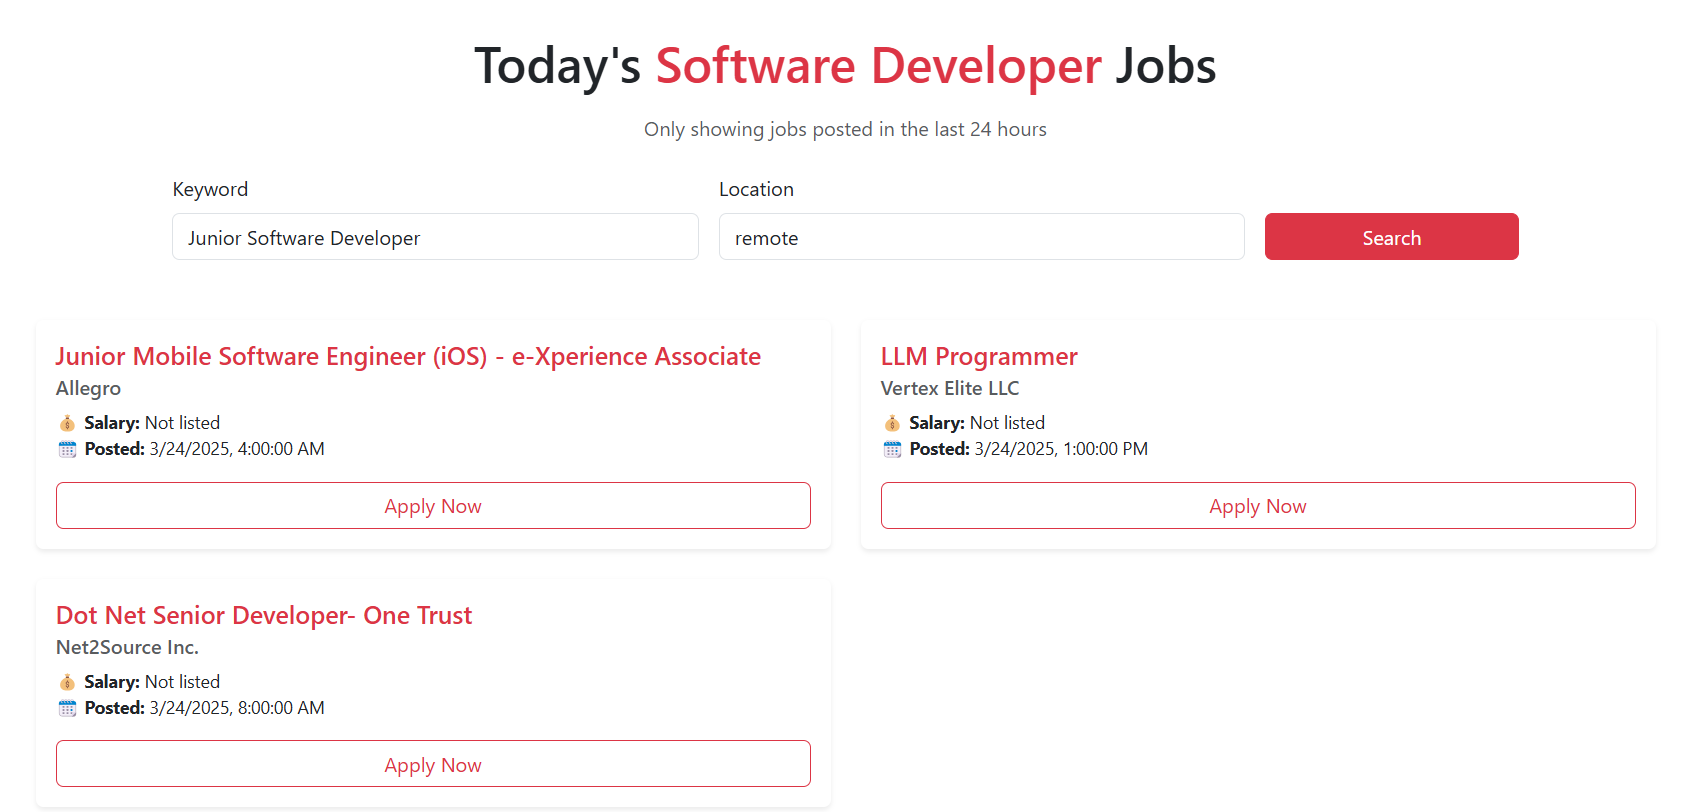 Today's Software Developer Jobs
Only showing jobs posted in the last 24 hours
Keyword
Location
Junior Software Developer
remote
Search
Junior Mobile Software Engineer (iOS) - e-Xperience Associate
Allegro
Salary: Not listed
Posted: 3/24/2025, 4:00:00 AM
Apply Now
LLM Programmer
Vertex Elite LLC
Salary: Not listed
Posted: 3/24/2025, 1:00:00 PM
Apply Now
Dot Net Senior Developer- One Trust
Net2Source Inc.
Salary: Not listed
Posted: 3/24/2025, 8:00:00 AM
Apply Now